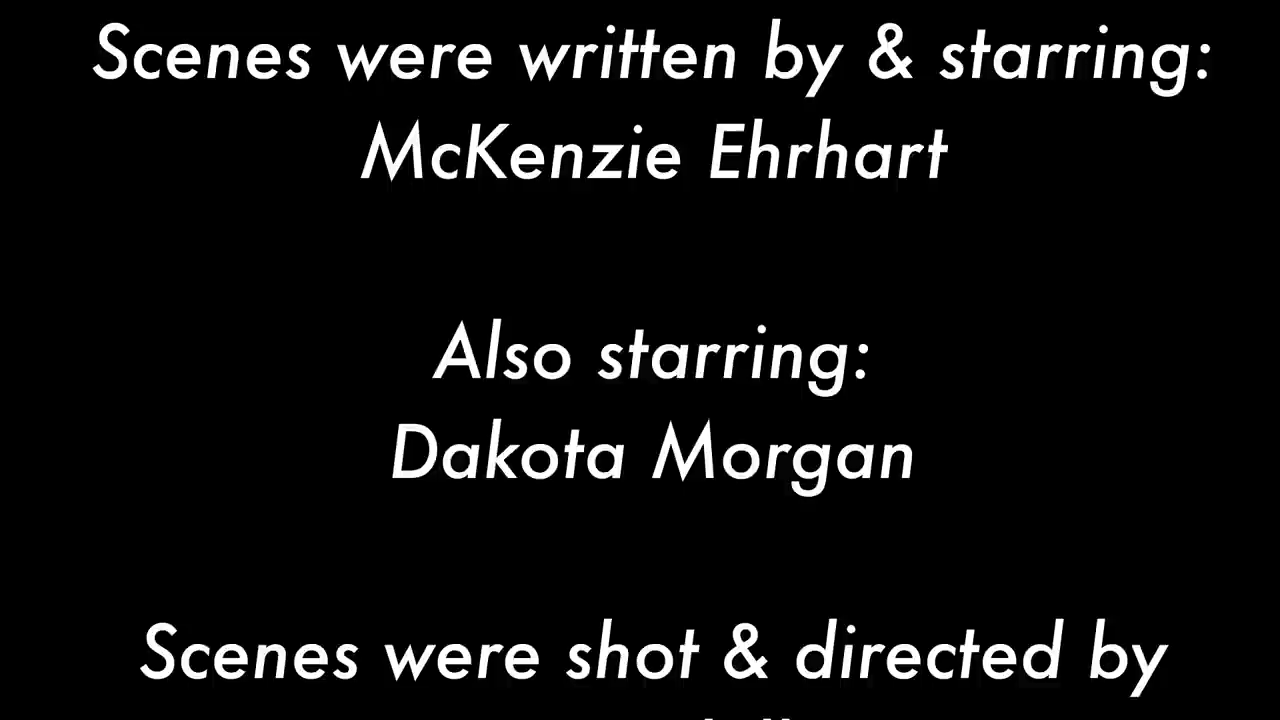 Scenes were written by & starring:
McKenzie Ehrhart
Also starring:
Dakota Morgan
Scenes were shot & directed by